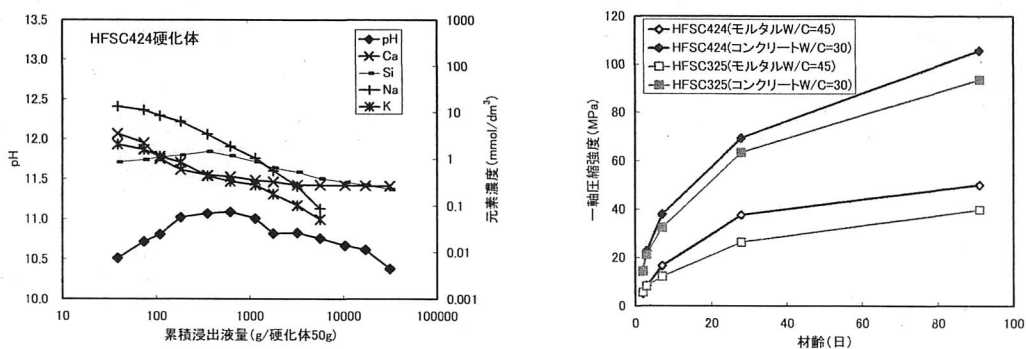 HFSC424硬化体
pH
Ca
Si
Na
K
13.5
13.0
12.5
12.0
11.5
11.0
10.5
10.0
pH
1000
100
10
1
0.1
0.01
0.001
元素濃度(mmol/dm³)
10
100
1000
10000
100000
累積浸出液量(g/硬化体50g)
HFSC424(モルタルW/C=45)
HFSC424(コンクリートW/C=30)
HFSC325(モルタルW/C=45)
HFSC325(コンクリートW/C=30)
120
100
80
60
40
20
0
一軸圧縮強度(MPa)
0
20
40
60
80
100
材齢(日)